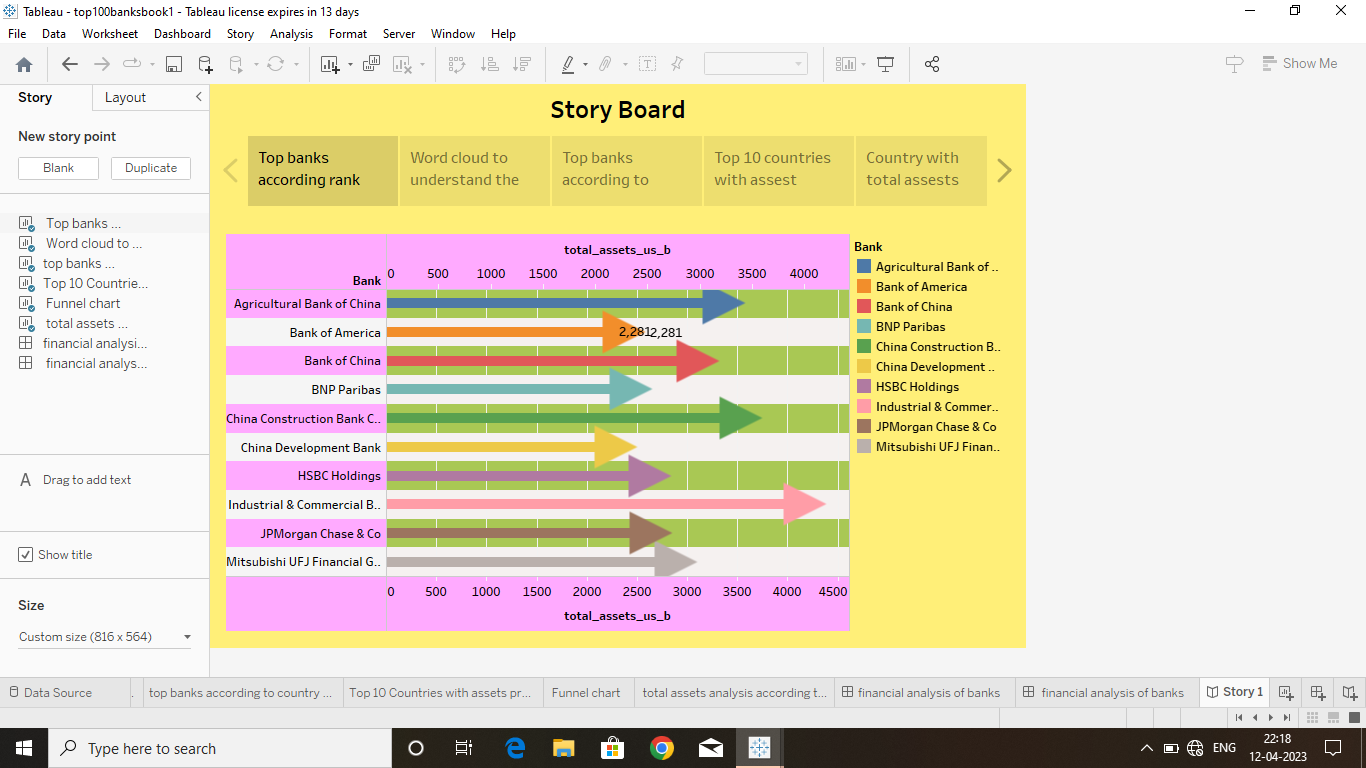 Tableau - top100banksbook1 - Tableau license expires in 13 days
File Data Worksheet Dashboard Story Analysis Format Server Window Help
Show Me
Story Layout
New story point
Blank Duplicate
Top banks ...
Word cloud to ...
top banks ...
Top 10 Countrie...
Funnel chart
total assets ...
financial analysi...
financial analys...
A Drag to add text
Show title
Size
Custom size (816 x 564)
Story Board
Top banks
according rank
Word cloud to
understand the
Top banks
according to
Top 10 countries
with assest
Country with
total assests
total_assets_us_b
0 500 1000 1500 2000 2500 3000 3500 4000
Bank
Agricultural Bank of China
Bank of America
2,281 2,281
Bank of China
BNP Paribas
China Construction Bank C..
China Development Bank
HSBC Holdings
Industrial & Commercial B..
JPMorgan Chase & Co
Mitsubishi UFJ Financial G..
0 500 1000 1500 2000 2500 3000 3500 4000 4500
total_assets_us_b
Bank
Agricultural Bank of ..
Bank of America
Bank of China
BNP Paribas
China Construction B..
China Development ..
HSBC Holdings
Industrial & Commer..
JPMorgan Chase & Co
Mitsubishi UFJ Finan..
Data Source . top banks according to country ... Top 10 Countries with assets pr... Funnel chart total assets analysis according t... financial analysis of banks financial analysis of banks Story 1
Type here to search
ENG
22:18
12-04-2023